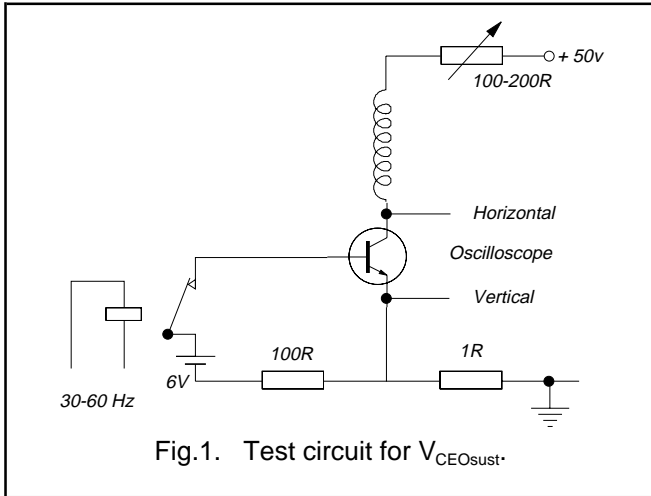 + 50v
100-200R
Horizontal
Oscilloscope
Vertical
100R
1R
6V
30-60 Hz
Fig.1. Test circuit for VCEOsust.